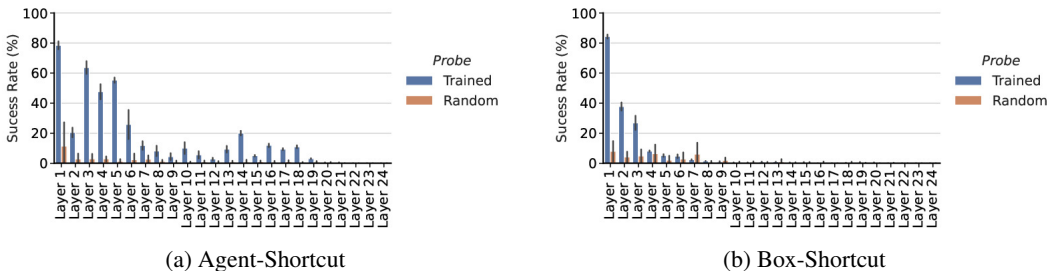 100
80
60
40
20
0
Sucess Rate (%)
Layer 1
Layer 2
Layer 3
Layer 4
Layer 5
Layer 6
Layer 7
Layer 8
Layer 9
Layer 10
Layer 11
Layer 12
Layer 13
Layer 14
Layer 15
Layer 16
Layer 17
Layer 18
Layer 19
Layer 20
Layer 21
Layer 22
Layer 23
Layer 24
Probe
Trained
Random
(a) Agent-Shortcut
100
80
60
40
20
0
Sucess Rate (%)
Layer 1
Layer 2
Layer 3
Layer 4
Layer 5
Layer 6
Layer 7
Layer 8
Layer 9
Layer 10
Layer 11
Layer 12
Layer 13
Layer 14
Layer 15
Layer 16
Layer 17
Layer 18
Layer 19
Layer 20
Layer 21
Layer 22
Layer 23
Layer 24
Probe
Trained
Random
(b) Box-Shortcut